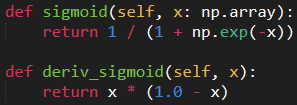 def sigmoid(self, x: np.array):
    return 1 / (1 + np.exp(-x))

def deriv_sigmoid(self, x):
    return x * (1.0 - x)